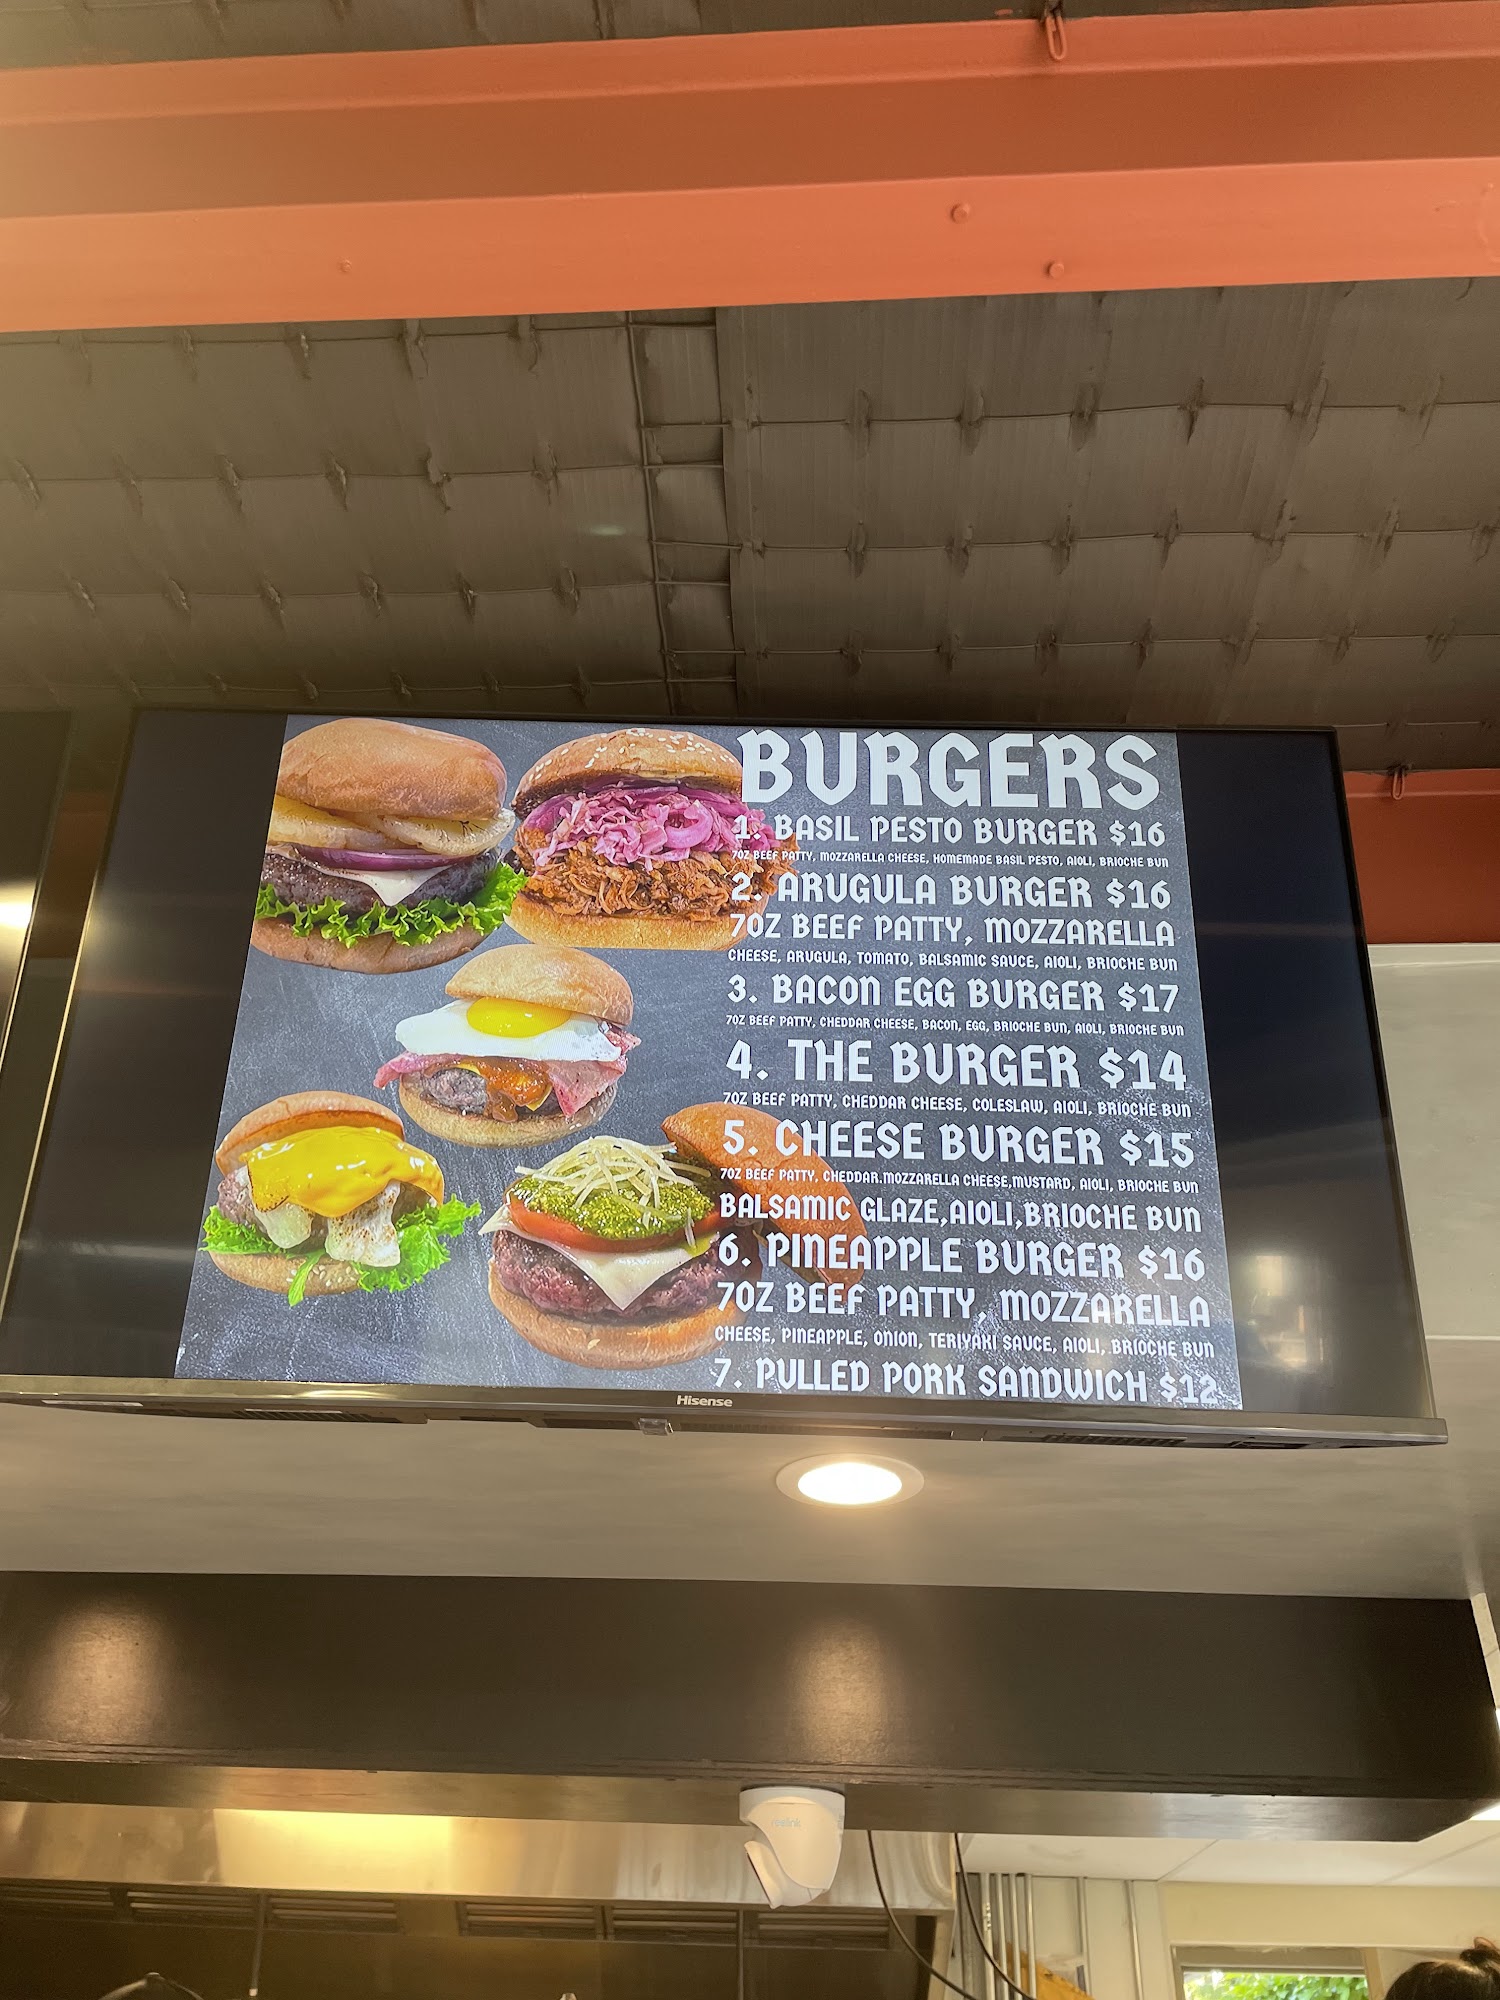 BURGERS
1. BASIL PESTO BURGER $16
7OZ BEEF PATTY, MOZZARELLA CHEESE, HOMEMADE BASIL PESTO, AIOLI, BRIOCHE BUN
2. ARUGULA BURGER $16
7OZ BEEF PATTY, MOZZARELLA
CHEESE, ARUGULA, TOMATO, BALSAMIC SAUCE, AIOLI, BRIOCHE BUN
3. BACON EGG BURGER $17
7OZ BEEF PATTY, CHEDDAR CHEESE, BACON, EGG, BRIOCHE BUN, AIOLI, BRIOCHE BUN
4. THE BURGER $14
7OZ BEEF PATTY, CHEDDAR CHEESE, COLESLAW, AIOLI, BRIOCHE BUN
5. CHEESE BURGER $15
7OZ BEEF PATTY, CHEDDAR.MOZZARELLA CHEESE,MUSTARD, AIOLI, BRIOCHE BUN
BALSAMIC GLAZE,AIOLI,BRIOCHE BUN
6. PINEAPPLE BURGER $16
7OZ BEEF PATTY, MOZZARELLA
CHEESE, PINEAPPLE, ONION, TERIYAKI SAUCE, AIOLI, .BRIOCHE BUN
7. PULLED PORK SANDWICH $12
Hisense
reolink